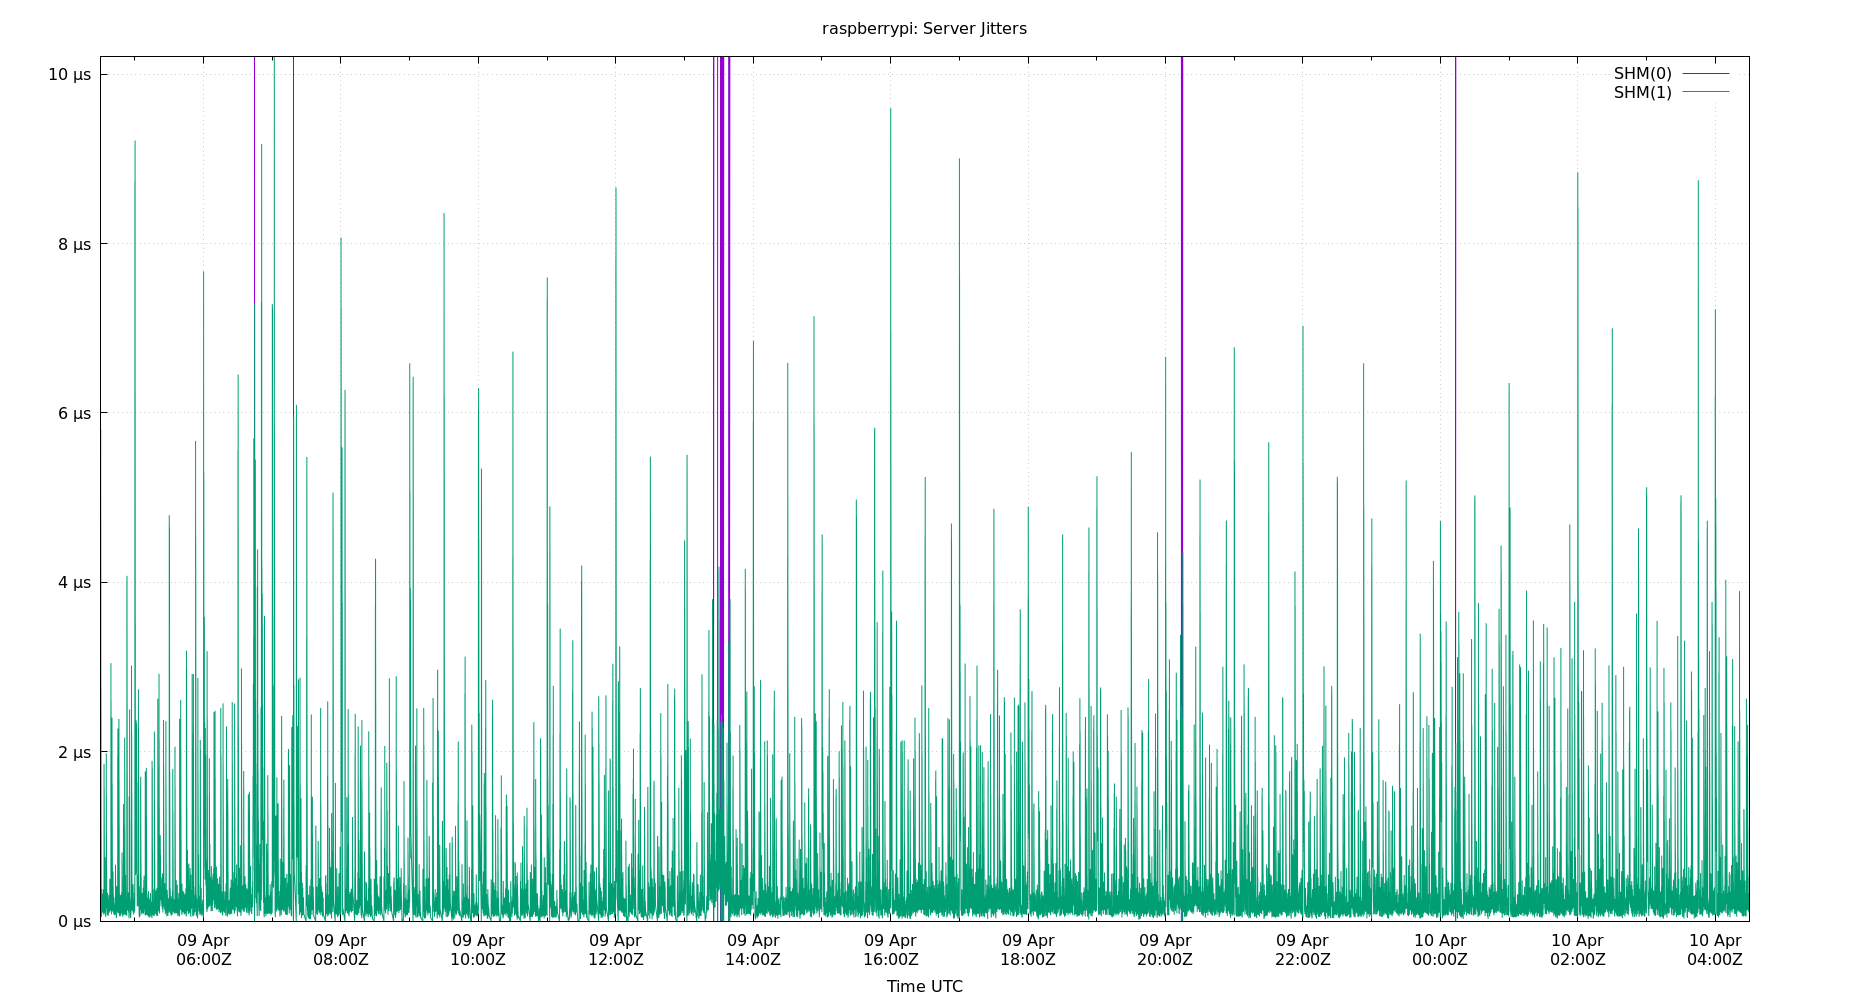 raspberrypi: Server Jitters
10 µs
8 µs
6 µs
4 µs
2 µs
0 µs
SHM(0)
SHM(1)
09 Apr 09 Apr 09 Apr 09 Apr 09 Apr 09 Apr 09 Apr 09 Apr 09 Apr 10 Apr 10 Apr 10 Apr
06:00Z 08:00Z 10:00Z 12:00Z 14:00Z 16:00Z 18:00Z 20:00Z 22:00Z 00:00Z 02:00Z 04:00Z
Time UTC